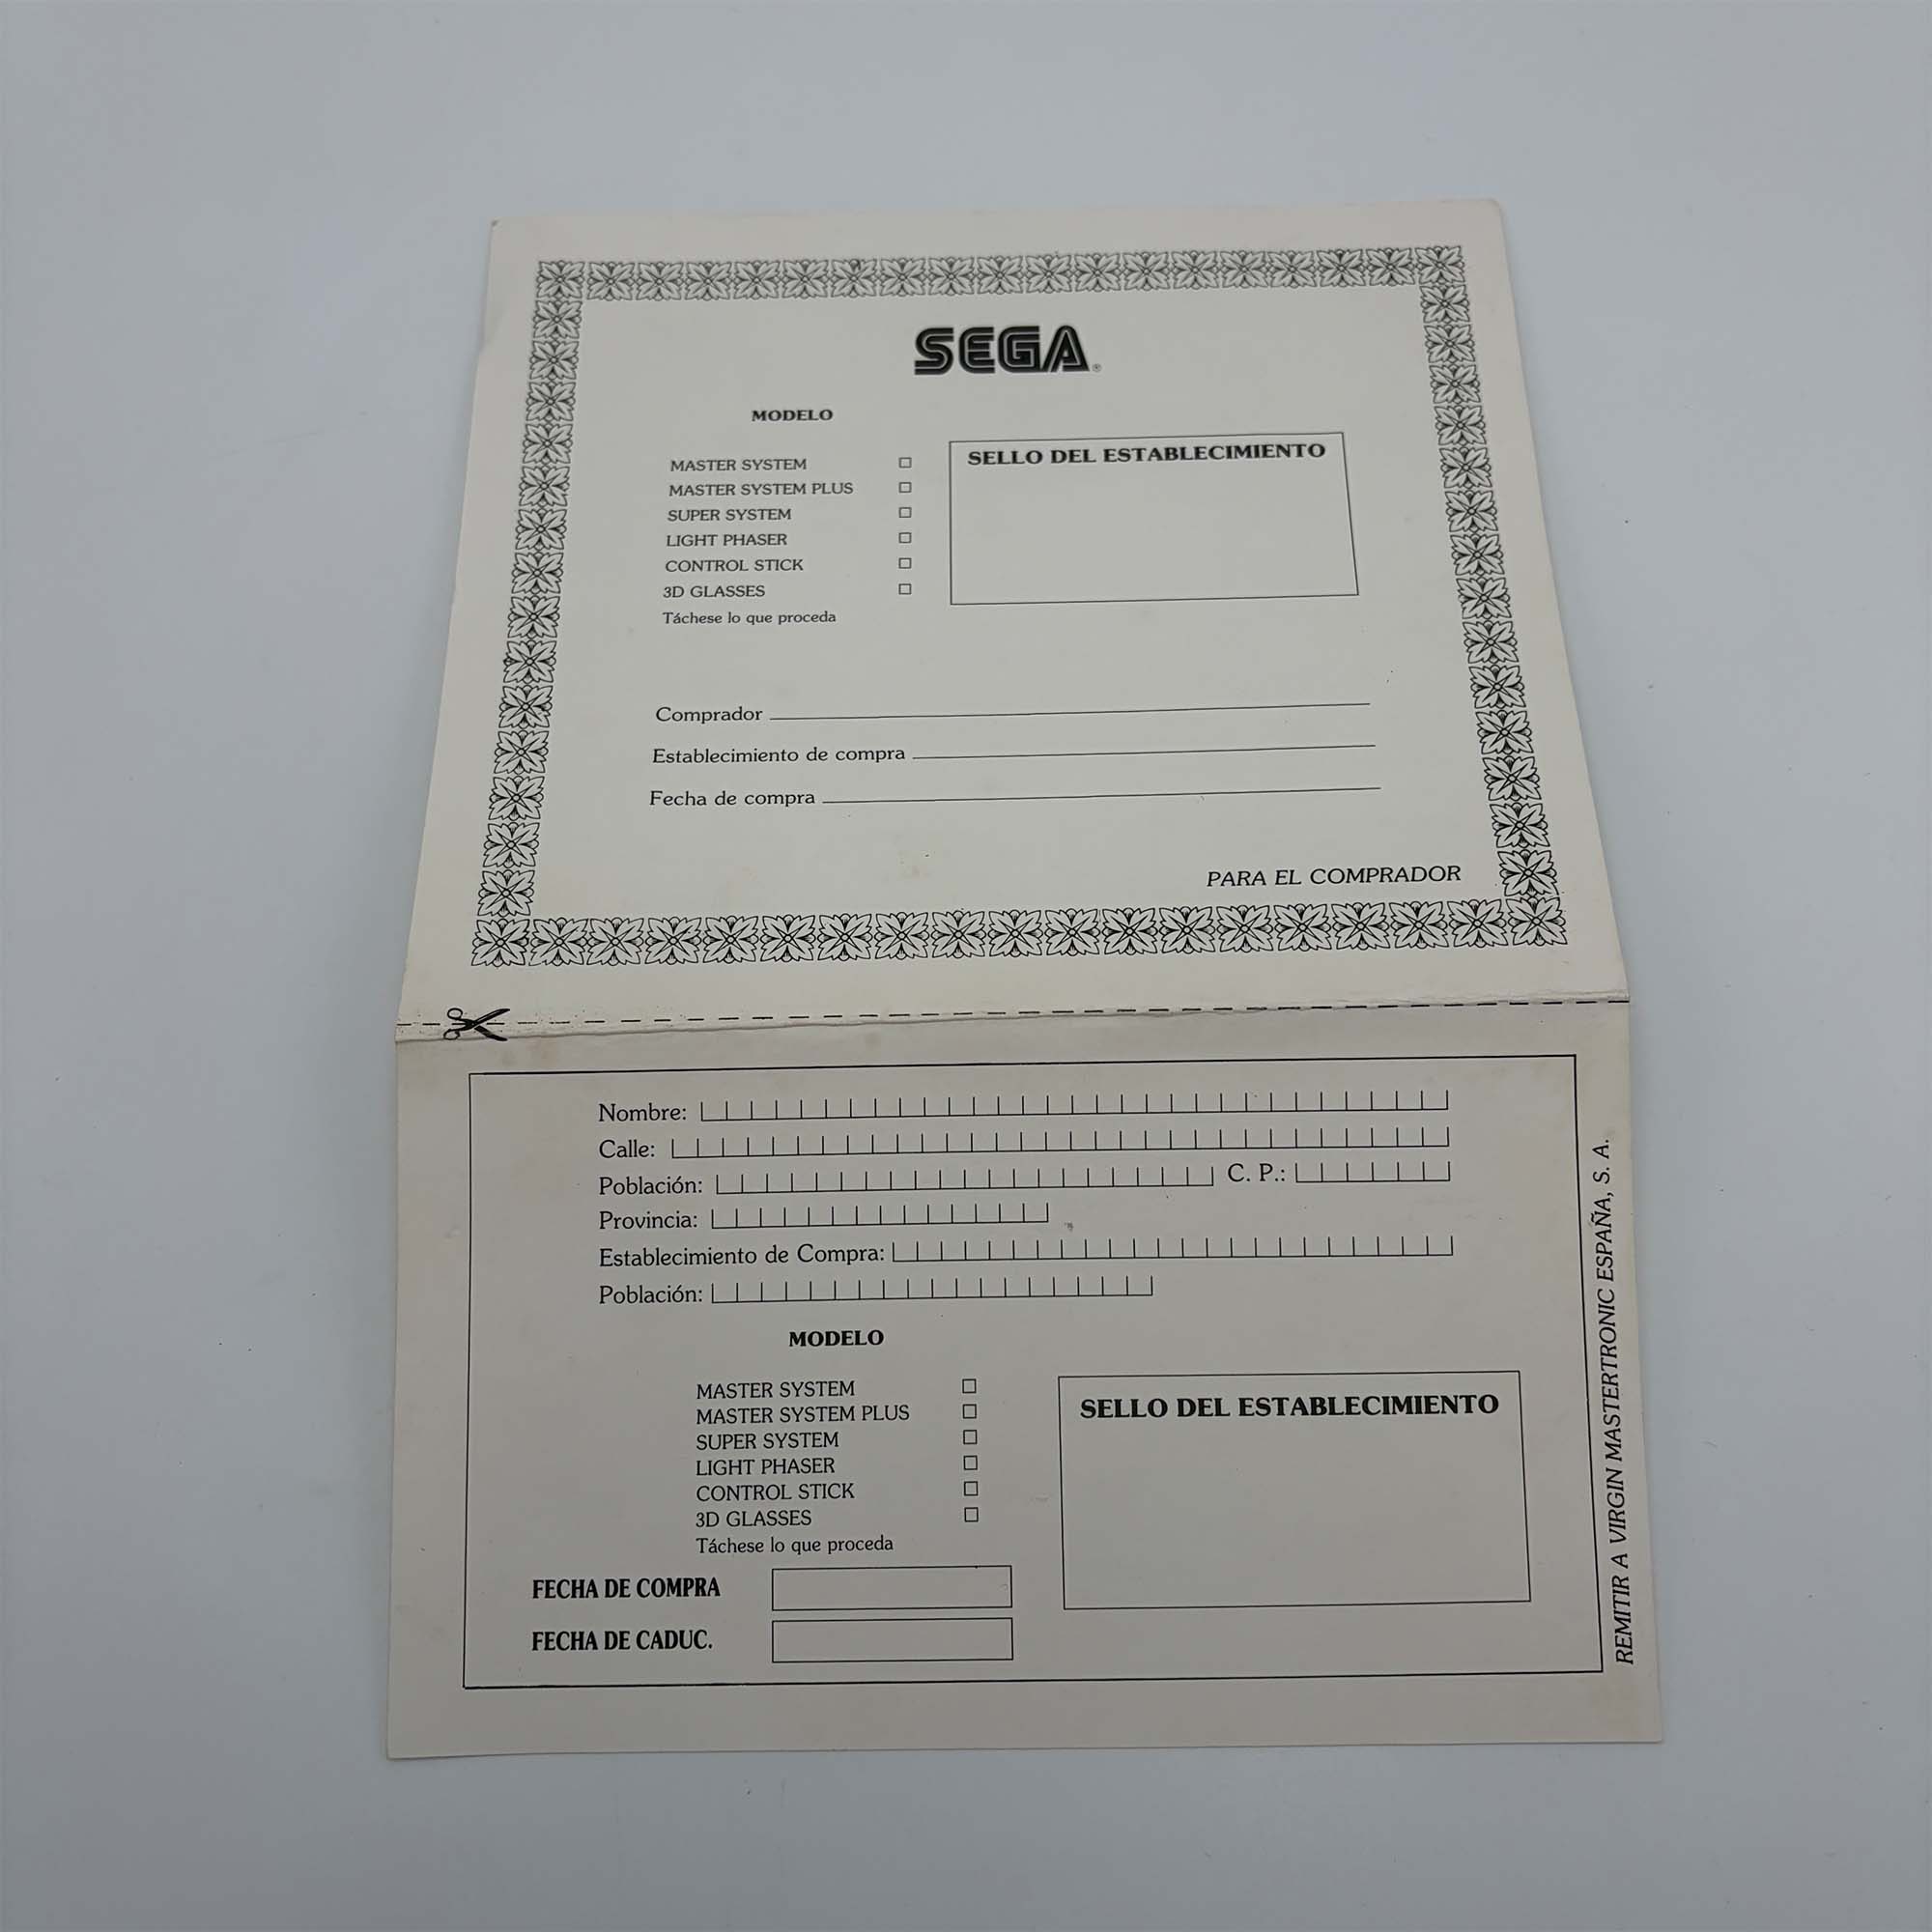 SEGA®
MODELO
MASTER SYSTEM
MASTER SYSTEM PLUS
SUPER SYSTEM
LIGHT PHASER
CONTROL STICK
3D GLASSES
Táchese lo que proceda
SELLO DEL ESTABLECIMIENTO
Comprador
Establecimiento de compra
Fecha de compra
PARA EL COMPRADOR
Nombre:
Calle:
Población: C. P.:
Provincia:
Establecimiento de Compra:
Población:
MODELO
MASTER SYSTEM
MASTER SYSTEM PLUS
SUPER SYSTEM
LIGHT PHASER
CONTROL STICK
3D GLASSES
Táchese lo que proceda
SELLO DEL ESTABLECIMIENTO
FECHA DE COMPRA
FECHA DE CADUC.
REMITIR A VIRGIN MASTERTRONIC ESPAÑA, S. A.